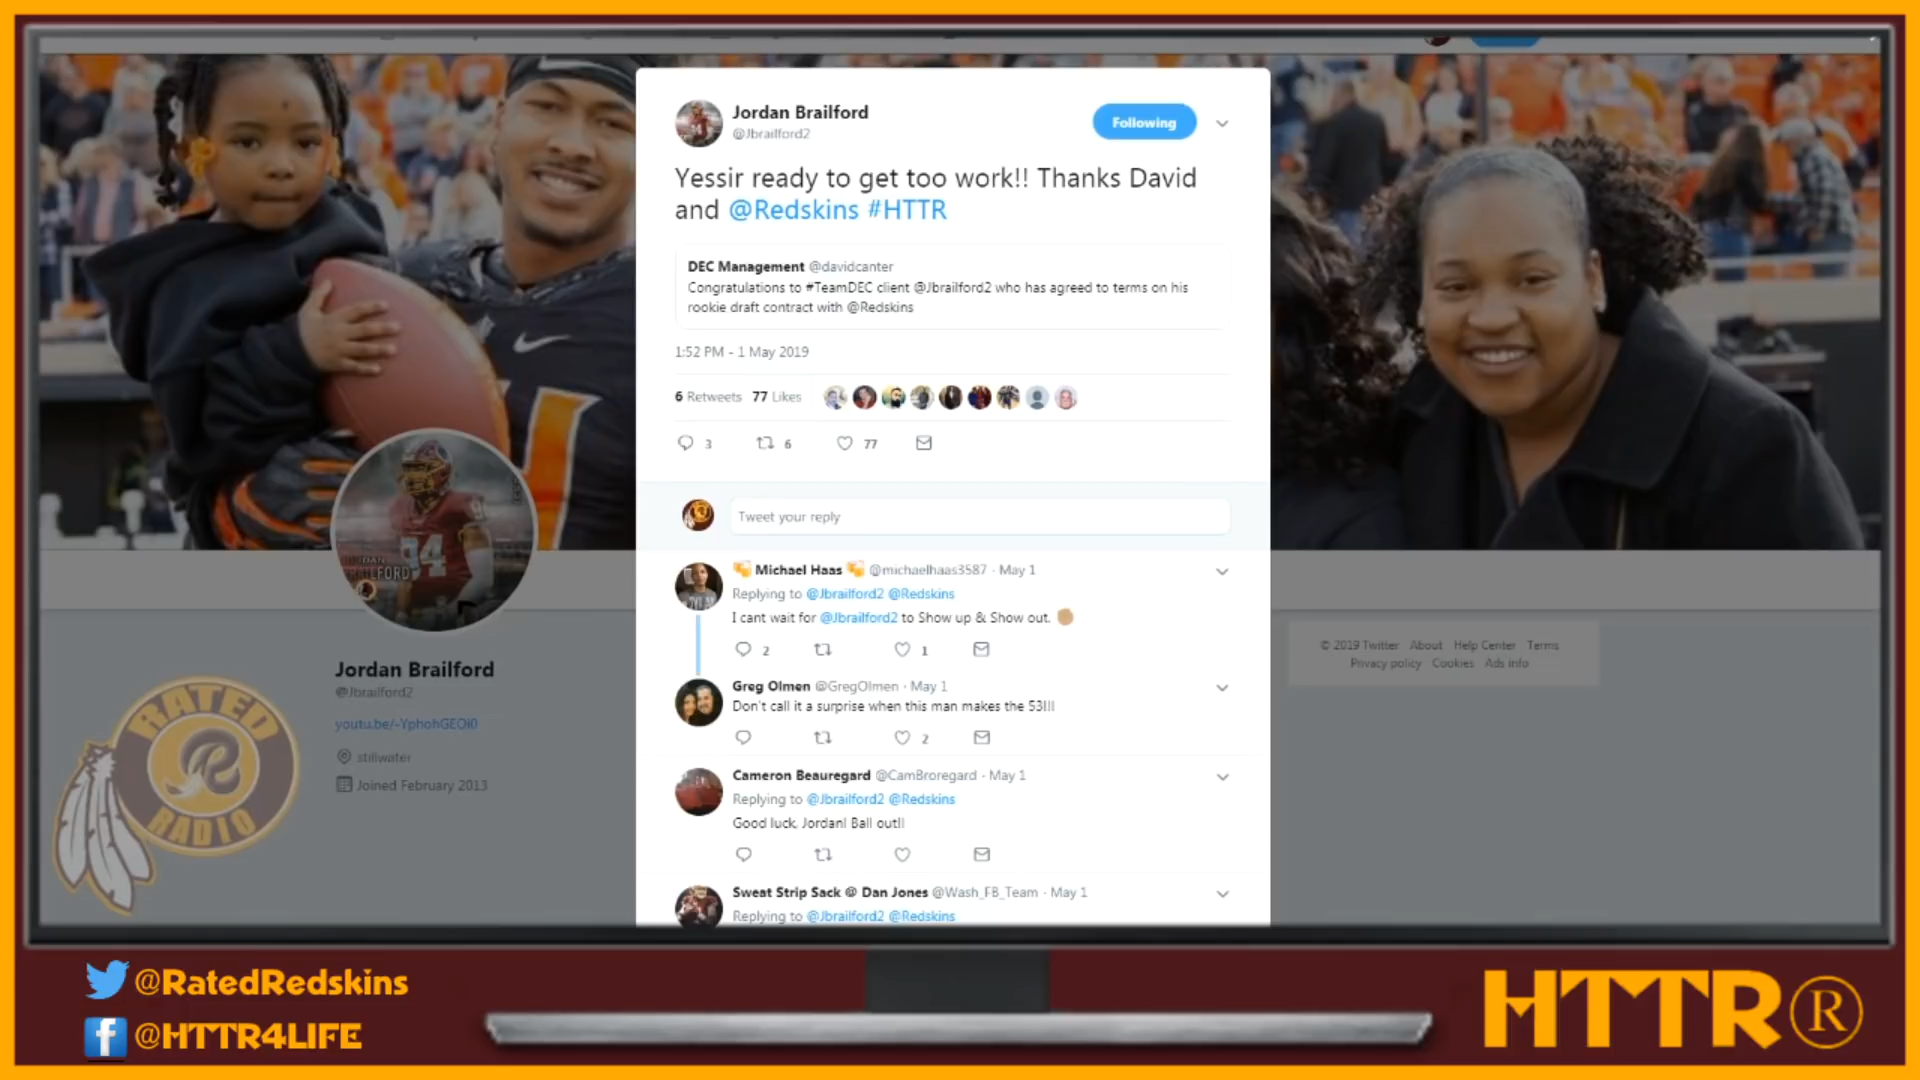 Jordan Brailford
@Jbrailford2
Following
Yessir ready to get too work!! Thanks David
and @Redskins #HTTR
DEC Management @davidcanter
Congratulations to #TeamDEC client @Jbrailford2 who has agreed to terms on his
rookie draft contract with @Redskins
1:52 PM - 1 May 2019
6 Retweets 77 Likes
3 6 77
Tweet your reply
Michael Haas @michaelhaas3587 · May 1
Replying to @Jbrailford2 @Redskins
I cant wait for @Jbrailford2 to Show up & Show out.
2 1
Greg Olmen @GregOlmen · May 1
Don't call it a surprise when this man makes the 53!!!
2
Cameron Beauregard @CamBroregard · May 1
Replying to @Jbrailford2 @Redskins
Good luck, Jordan! Ball out!!
Sweat Strip Sack @ Dan Jones @Wash_FB_Team · May 1
Replying to @Jbrailford2 @Redskins
94
JORDAN
BRAILFORD
Jordan Brailford
@Jbrailford2
youtu.be/-YphohGEOi0
stillwater
Joined February 2013
RATED
R
RADIO
© 2019 Twitter About Help Center Terms
Privacy policy Cookies Ads info
@RatedRedskins
@HTTR4LIFE
HTTR®